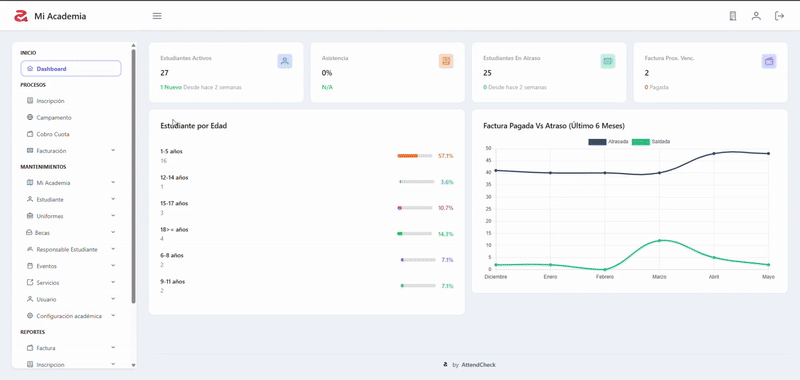 Mi Academia
INICIO
Dashboard
PROCESOS
Inscripción
Campamento
Cobro Cuota
Facturación
MANTENIMIENTOS
Mi Academia
Estudiante
Uniformes
Becas
Responsable Estudiante
Eventos
Servicios
Usuario
Configuración académica
REPORTES
Factura
Inscripcion
Estudiantes Activos
27
1 Nuevo Desde hace 2 semanas
Asistencia
0%
N/A
Estudiantes En Atraso
25
0 Desde hace 2 semanas
Factura Prox. Venc.
2
0 Pagada
Estudiante por Edad
1-5 años
16
57.1%
12-14 años
1
3.6%
15-17 años
3
10.7%
18>= años
4
14.3%
6-8 años
2
7.1%
9-11 años
2
7.1%
Factura Pagada Vs Atraso (Último 6 Meses)
Atrasada Saldada
50
45
40
35
30
25
20
15
10
5
0
Diciembre Enero Febrero Marzo Abril Mayo
by AttendCheck